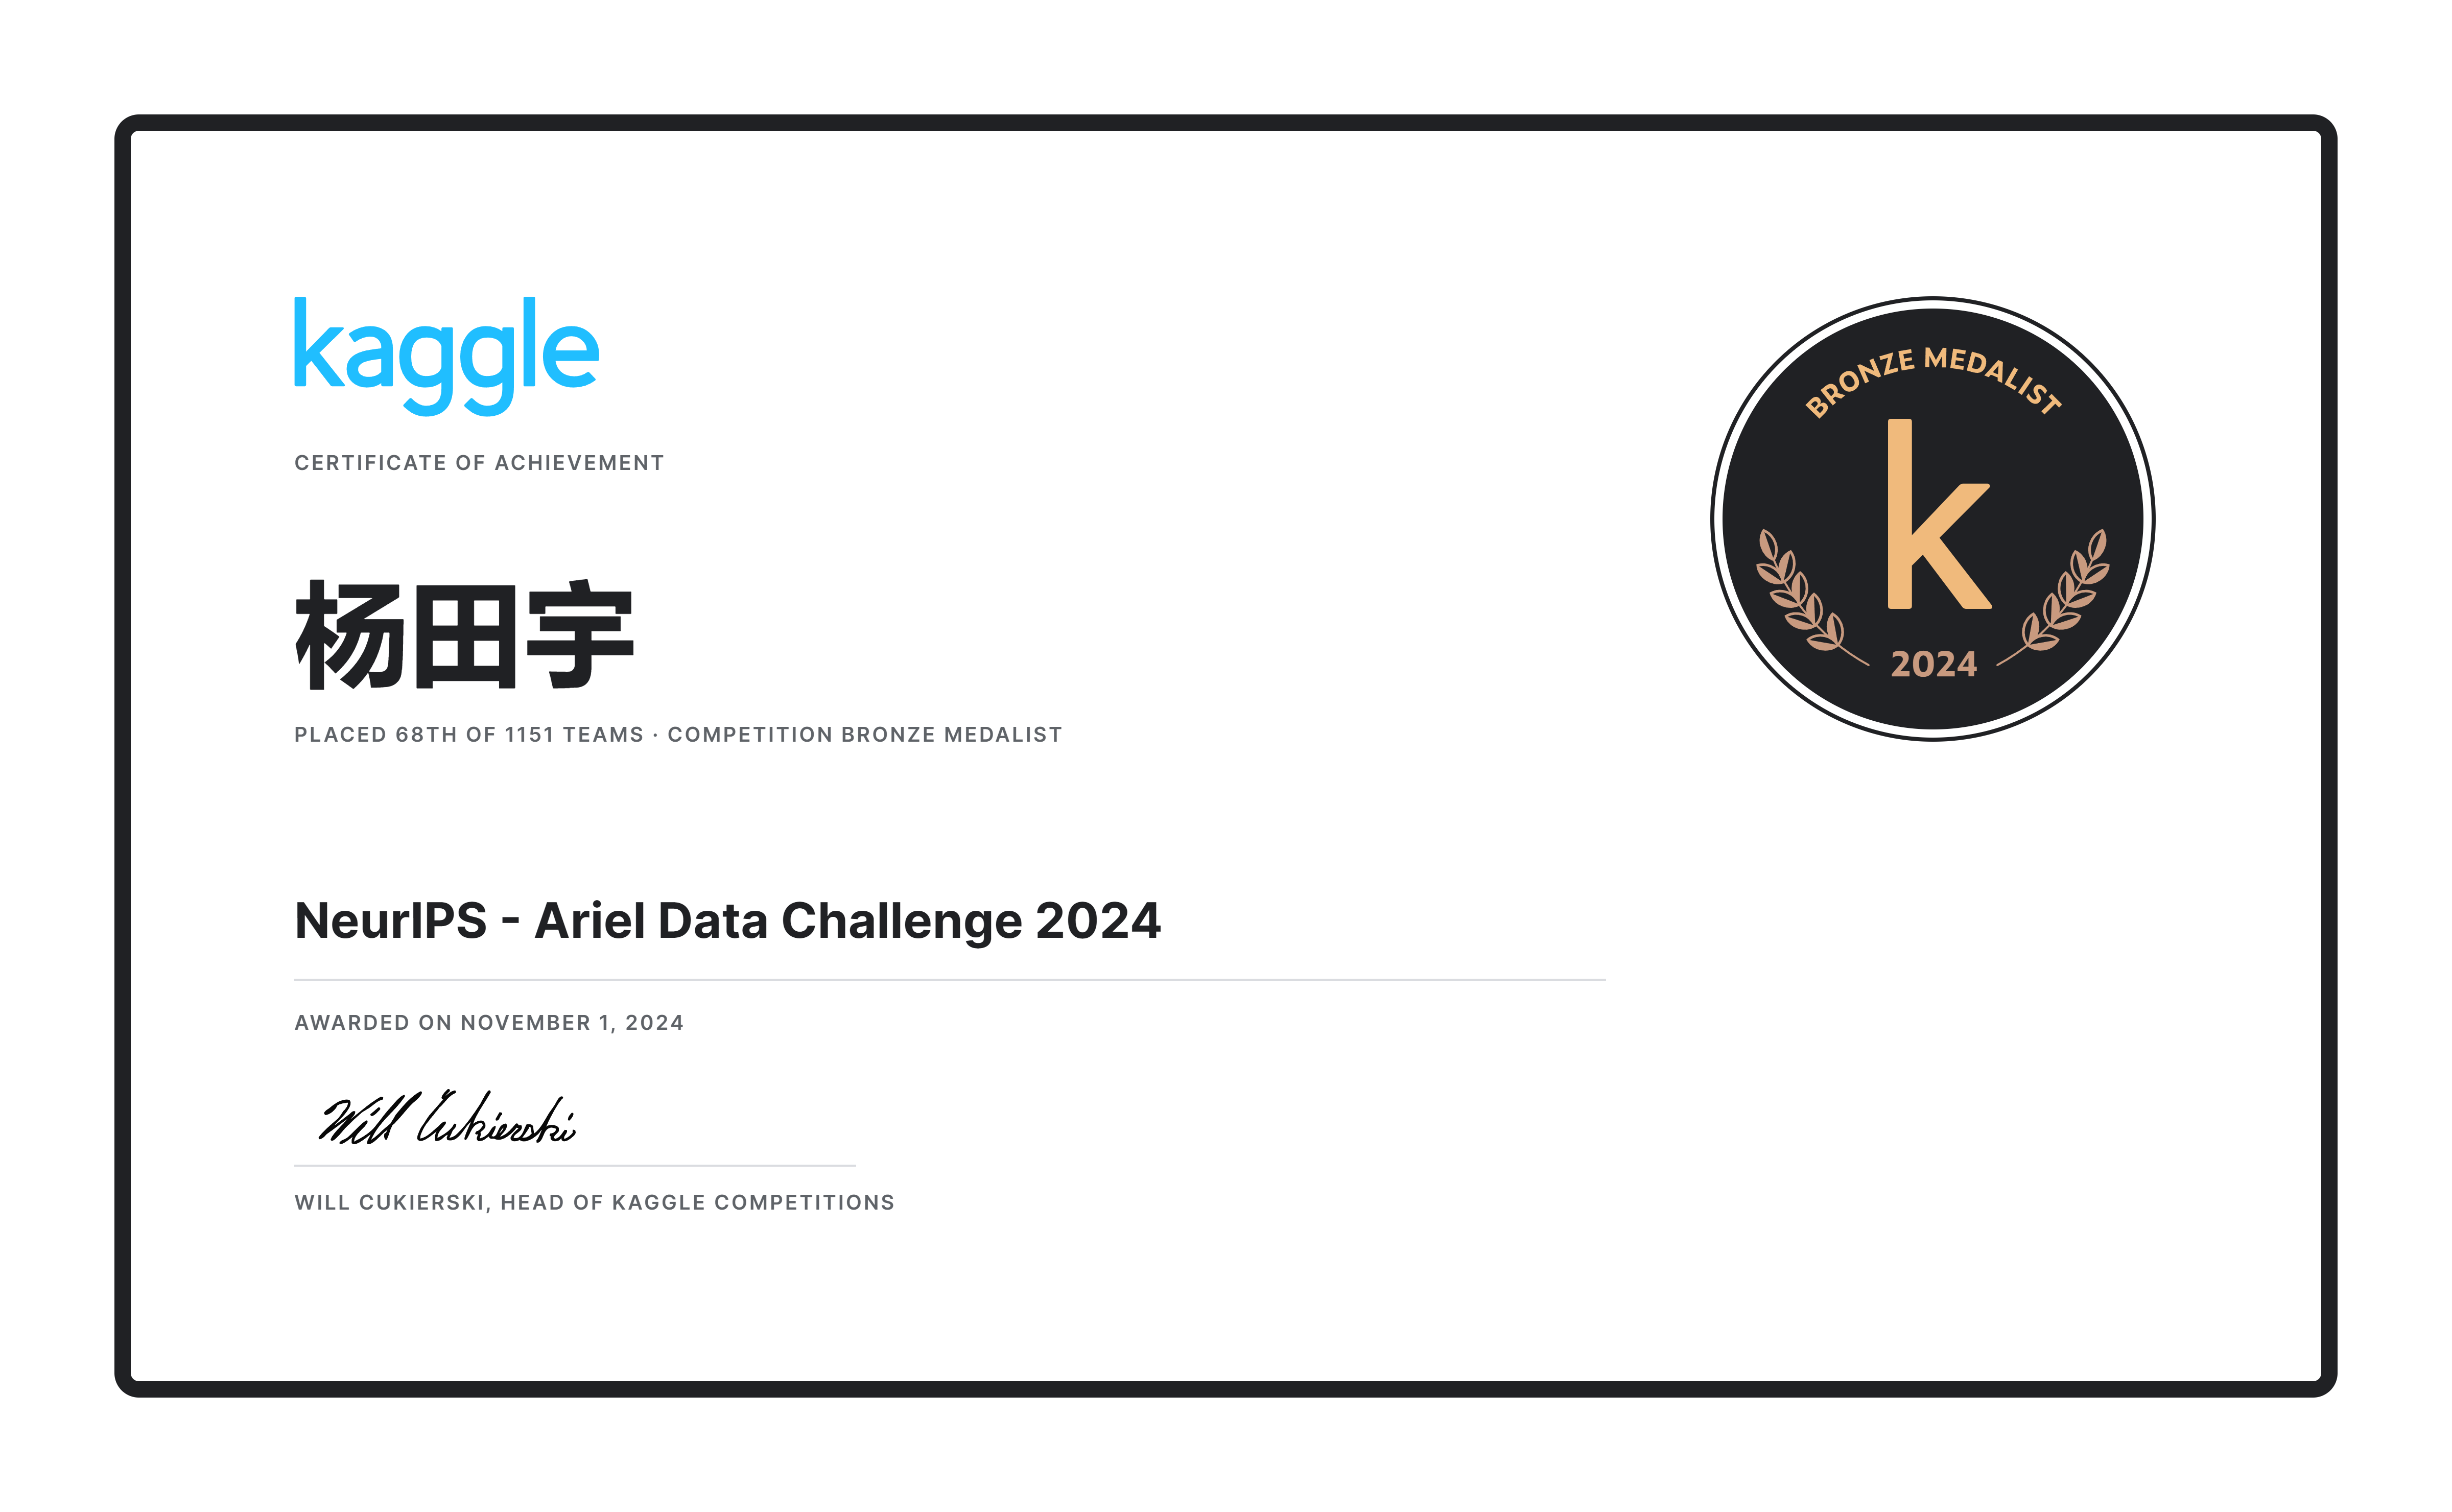 kaggle
CERTIFICATE OF ACHIEVEMENT
杨田宇
PLACED 68TH OF 1151 TEAMS · COMPETITION BRONZE MEDALIST
BRONZE MEDALIST
k
2024
NeurIPS - Ariel Data Challenge 2024
AWARDED ON NOVEMBER 1, 2024
Will Cukierski
WILL CUKIERSKI, HEAD OF KAGGLE COMPETITIONS